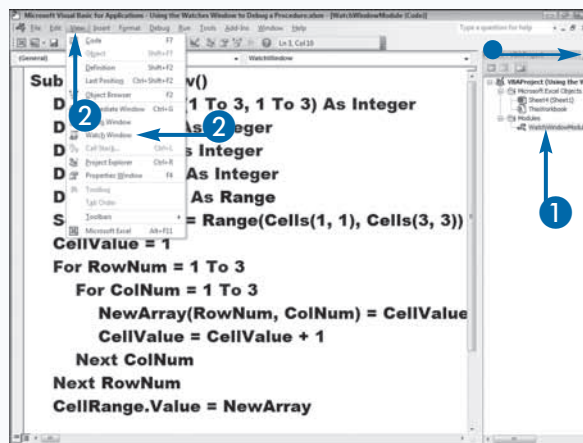 Microsoft Visual Basic for Applications - Using the Watches Window to Debug a Procedure.xlsm - [WatchWindowModule (Code)]
File Edit View Insert Format Debug Run Tools Add-Ins Window Help Type a question for help
Ln 1, Col 18
(General) WatchWindow
Code F7
Object Shift+F7
Definition Shift+F2
Last Position Ctrl+Shift+F2
Object Browser F2
ediate Window Ctrl+G
Window
Watch Window
Call Stack... Ctrl+L
Project Explorer Ctrl+R
Properties Window F4
Toolbox
Tab Order
Toolbars
Microsoft Excel Alt+F11
2
2
1
Sub w()
D (1 To 3, 1 To 3) As Integer
D As Integer
D s Integer
D As Integer
D As Range
S = Range(Cells(1, 1), Cells(3, 3))
CellValue = 1
For RowNum = 1 To 3
For ColNum = 1 To 3
NewArray(RowNum, ColNum) = CellValue
CellValue = CellValue + 1
Next ColNum
Next RowNum
CellRange.Value = NewArray
VBAProject (Using the W
Microsoft Excel Objects
Sheet4 (Sheet1)
ThisWorkbook
Modules
WatchWindowModu